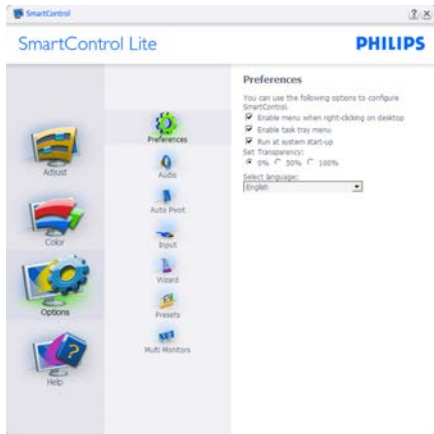 SmartControl
SmartControl Lite
PHILIPS
Adjust
Color
Options
Help
Preferences
Audio
Auto Pivot
Input
Wizard
Presets
Multi Monitors
Preferences
You can use the following options to configure
SmartControl.
Enable menu when right-clicking on desktop
Enable task tray menu
Run at system start-up
Set Transparency:
0% 50% 100%
Select language:
English